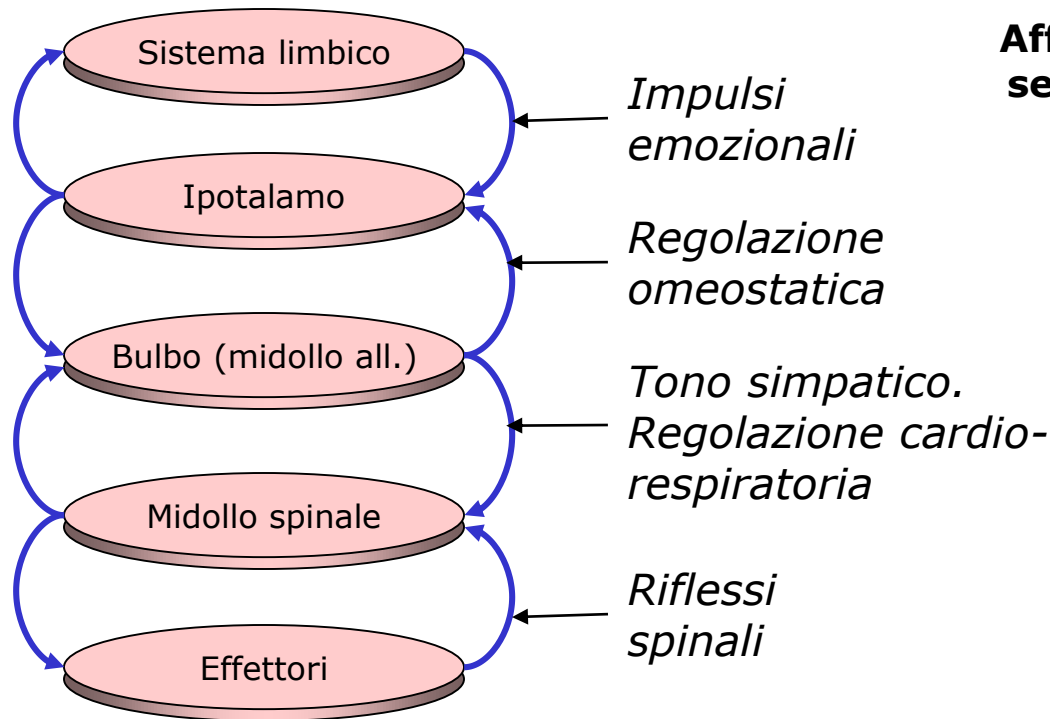 Sistema limbico
Impulsi
emozionali
Ipotalamo
Regolazione
omeostatica
Bulbo (midollo all.)
Tono simpatico.
Regolazione cardio-
respiratoria
Midollo spinale
Riflessi
spinali
Effettori